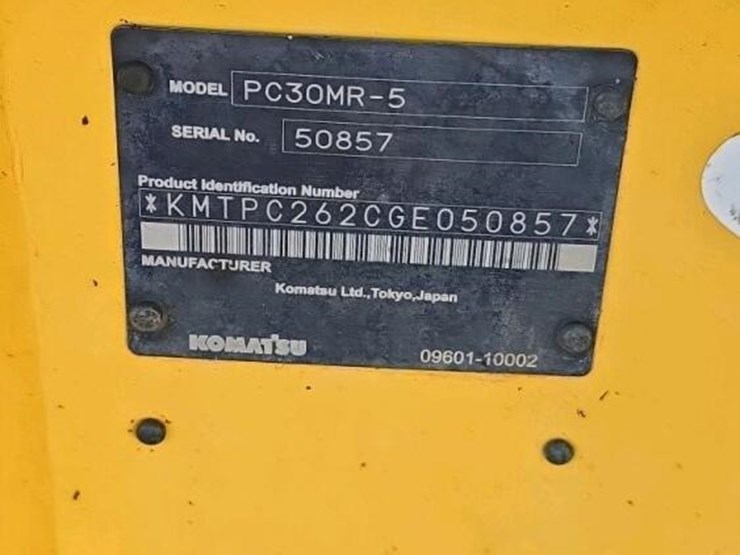 MODEL PC30MR-5
SERIAL No. 50857
Product Identification Number
*KMTPC262CGE050857*
MANUFACTURER
Komatsu Ltd.,Tokyo,Japan
KOMATSU 09601-10002